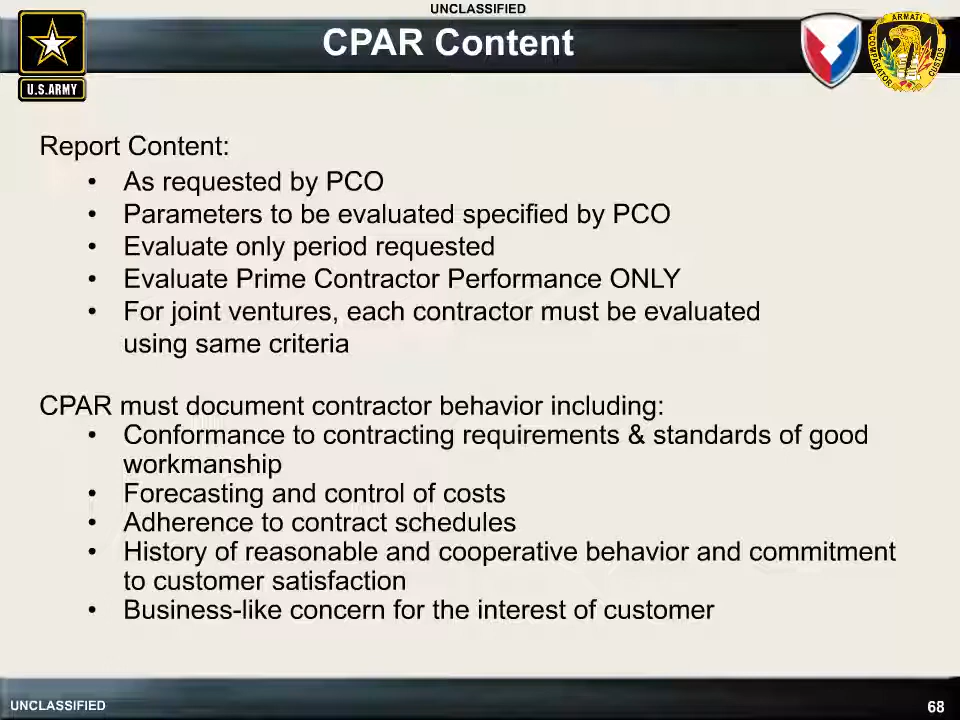 UNCLASSIFIED
CPAR Content
U.S.ARMY
ARMATI
COMPARATOR
CUSTOS
Report Content:
• As requested by PCO
• Parameters to be evaluated specified by PCO
• Evaluate only period requested
• Evaluate Prime Contractor Performance ONLY
• For joint ventures, each contractor must be evaluated
using same criteria
CPAR must document contractor behavior including:
• Conformance to contracting requirements & standards of good
workmanship
• Forecasting and control of costs
• Adherence to contract schedules
• History of reasonable and cooperative behavior and commitment
to customer satisfaction
• Business-like concern for the interest of customer
UNCLASSIFIED
68